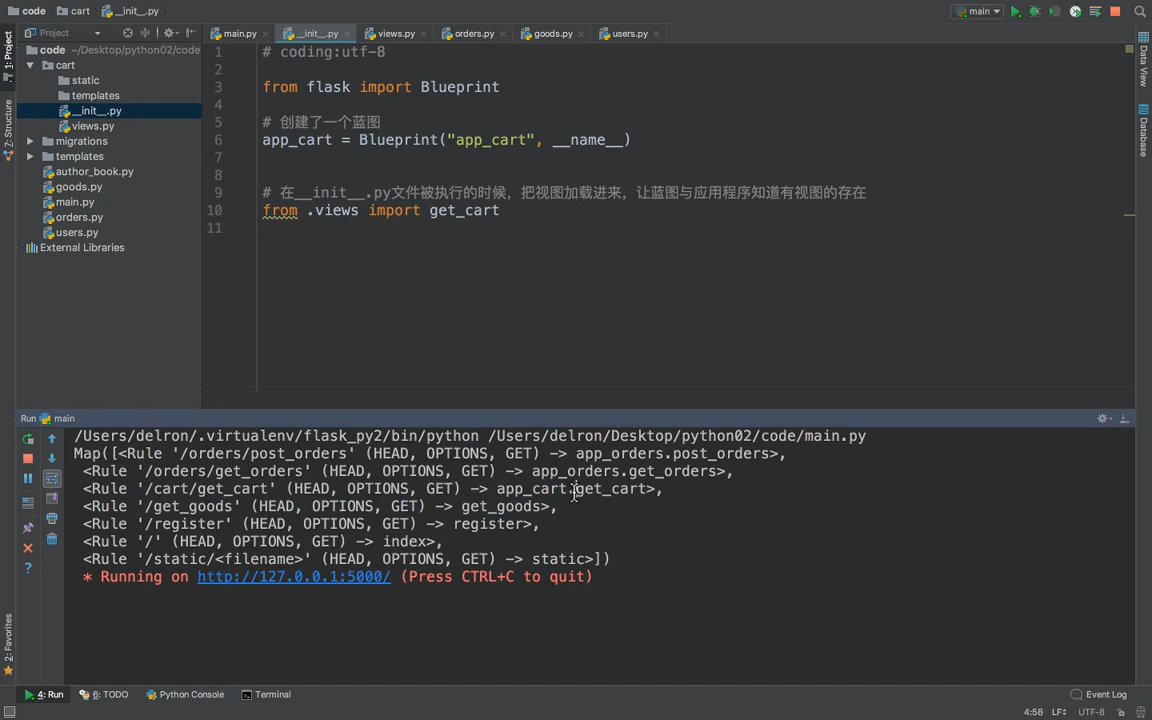 code cart __init__.py
main
Project
main.py __init__.py views.py orders.py goods.py users.py
code ~/Desktop/python02/code
cart
static
templates
__init__.py
views.py
migrations
templates
author_book.py
goods.py
main.py
orders.py
users.py
External Libraries
1: Project
Z: Structure
2: Favorites
Data View
Database
1 # coding:utf-8
2
3 from flask import Blueprint
4
5 # 创建了一个蓝图
6 app_cart = Blueprint("app_cart", __name__)
7
8
9 # 在__init__.py文件被执行的时候，把视图加载进来，让蓝图与应用程序知道有视图的存在
10 from .views import get_cart
11
Run main
/Users/delron/.virtualenv/flask_py2/bin/python /Users/delron/Desktop/python02/code/main.py
Map([<Rule '/orders/post_orders' (HEAD, OPTIONS, GET) -> app_orders.post_orders>,
<Rule '/orders/get_orders' (HEAD, OPTIONS, GET) -> app_orders.get_orders>,
<Rule '/cart/get_cart' (HEAD, OPTIONS, GET) -> app_cart.get_cart>,
<Rule '/get_goods' (HEAD, OPTIONS, GET) -> get_goods>,
<Rule '/register' (HEAD, OPTIONS, GET) -> register>,
<Rule '/' (HEAD, OPTIONS, GET) -> index>,
<Rule '/static/<filename>' (HEAD, OPTIONS, GET) -> static>])
* Running on http://127.0.0.1:5000/ (Press CTRL+C to quit)
4: Run 6: TODO Python Console Terminal Event Log
4:58 LF÷ UTF-8